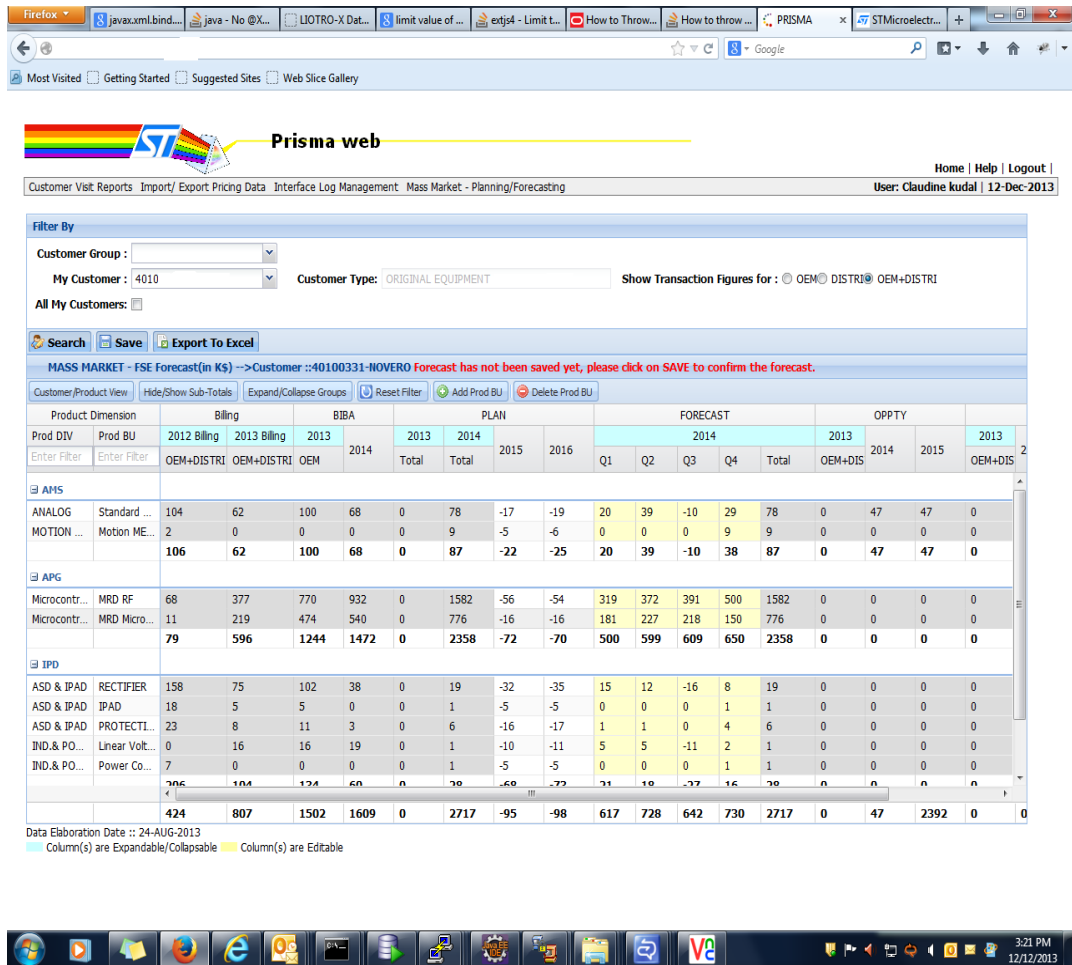 Firefox
javax.xml.bind...
java - No @X...
LIOTRO-X Dat...
limit value of ...
extjs4 - Limit t...
How to Throw...
How to throw ...
PRISMA
STMicroelectr...
Google
Most Visited Getting Started Suggested Sites Web Slice Gallery
ST Prisma web
Home | Help | Logout |
Customer Visit Reports Import/ Export Pricing Data Interface Log Management Mass Market - Planning/Forecasting User: Claudine kudal | 12-Dec-2013
Filter By
Customer Group :
My Customer : 4010 Customer Type: ORIGINAL EQUIPMENT Show Transaction Figures for : OEM DISTRI OEM+DISTRI
All My Customers:
Search Save Export To Excel
MASS MARKET - FSE Forecast(in K$) -->Customer ::40100331-NOVERO Forecast has not been saved yet, please click on SAVE to confirm the forecast.
Customer/Product View Hide/Show Sub-Totals Expand/Collapse Groups Reset Filter Add Prod BU Delete Prod BU
Product Dimension Billing BIBA PLAN FORECAST OPPTY
Prod DIV Prod BU 2012 Billing 2013 Billing 2013 2014 2013 2014 2015 2016 2014 2013 2014 2015 2013 2
Enter Filter Enter Filter OEM+DISTRI OEM+DISTRI OEM Total Total Q1 Q2 Q3 Q4 Total OEM+DIS OEM+DIS
AMS
ANALOG Standard ... 104 62 100 68 0 78 -17 -19 20 39 -10 29 78 0 47 47 0
MOTION ... Motion ME... 2 0 0 0 0 9 -5 -6 0 0 0 9 9 0 0 0 0
106 62 100 68 0 87 -22 -25 20 39 -10 38 87 0 47 47 0
APG
Microcontr... MRD RF 68 377 770 932 0 1582 -56 -54 319 372 391 500 1582 0 0 0 0
Microcontr... MRD Micro... 11 219 474 540 0 776 -16 -16 181 227 218 150 776 0 0 0 0
79 596 1244 1472 0 2358 -72 -70 500 599 609 650 2358 0 0 0 0
IPD
ASD & IPAD RECTIFIER 158 75 102 38 0 19 -32 -35 15 12 -16 8 19 0 0 0 0
ASD & IPAD IPAD 18 5 5 0 0 1 -5 -5 0 0 0 1 1 0 0 0 0
ASD & IPAD PROTECTI... 23 8 11 3 0 6 -16 -17 1 1 0 4 6 0 0 0 0
IND.& PO... Linear Volt... 0 16 16 19 0 1 -10 -11 5 5 -11 2 1 0 0 0 0
IND.& PO... Power Co... 7 0 0 0 0 1 -5 -5 0 0 0 1 1 0 0 0 0
206 104 134 60 0 28 -68 -73 21 18 -27 16 28 0 0 0 0
424 807 1502 1609 0 2717 -95 -98 617 728 642 730 2717 0 47 2392 0 0
Data Elaboration Date :: 24-AUG-2013
Column(s) are Expandable/Collapsable Column(s) are Editable
3:21 PM
12/12/2013